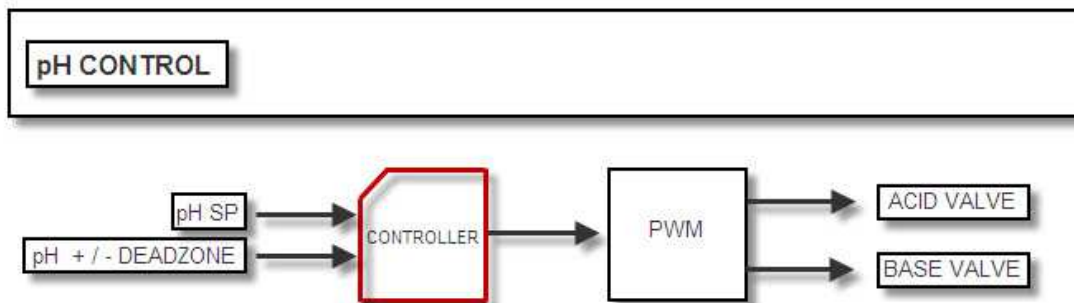 pH CONTROL
pH SP
pH + / - DEADZONE
CONTROLLER
PWM
ACID VALVE
BASE VALVE